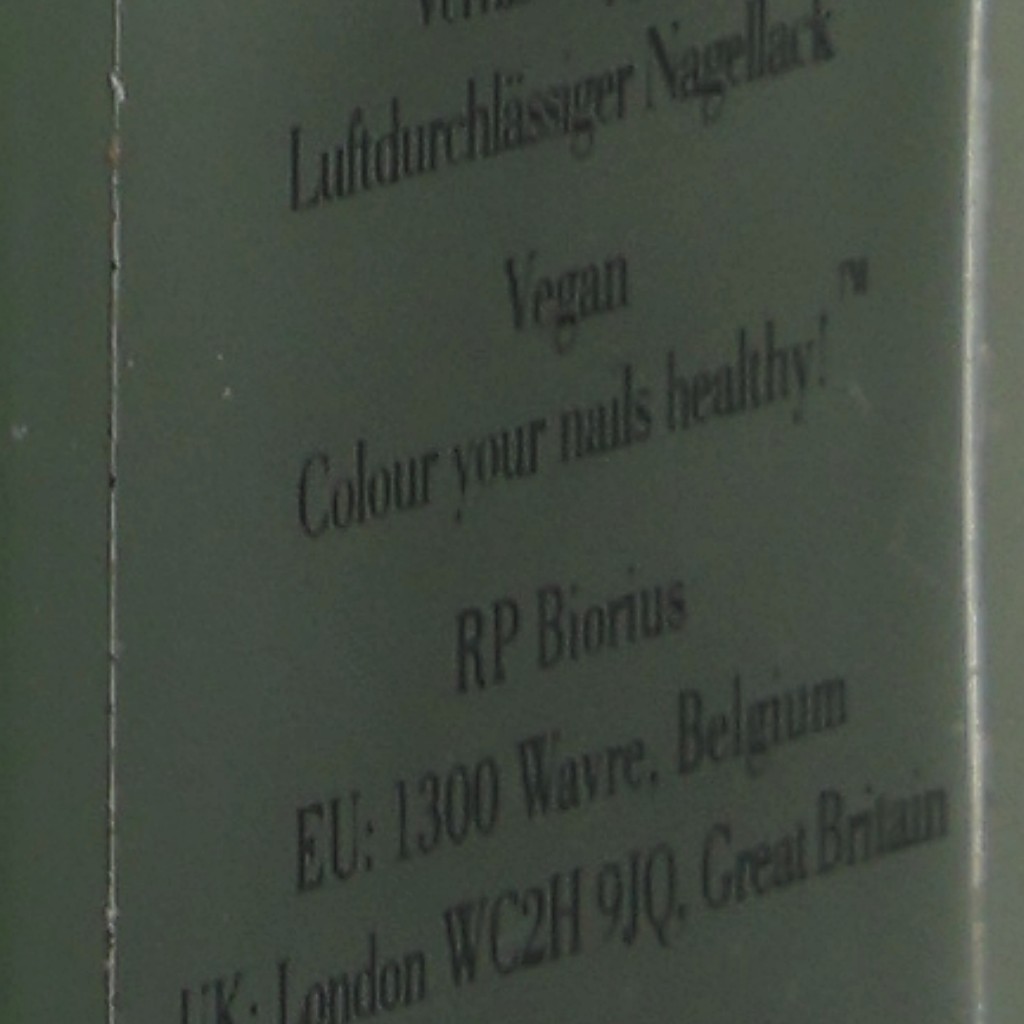 Luftdurchlässiger Nagellack
Vegan
Colour your nails healthy!™
RP Biorius
EU: 1300 Wavre, Belgium
UK: London WC2H 9JQ, Great Britain